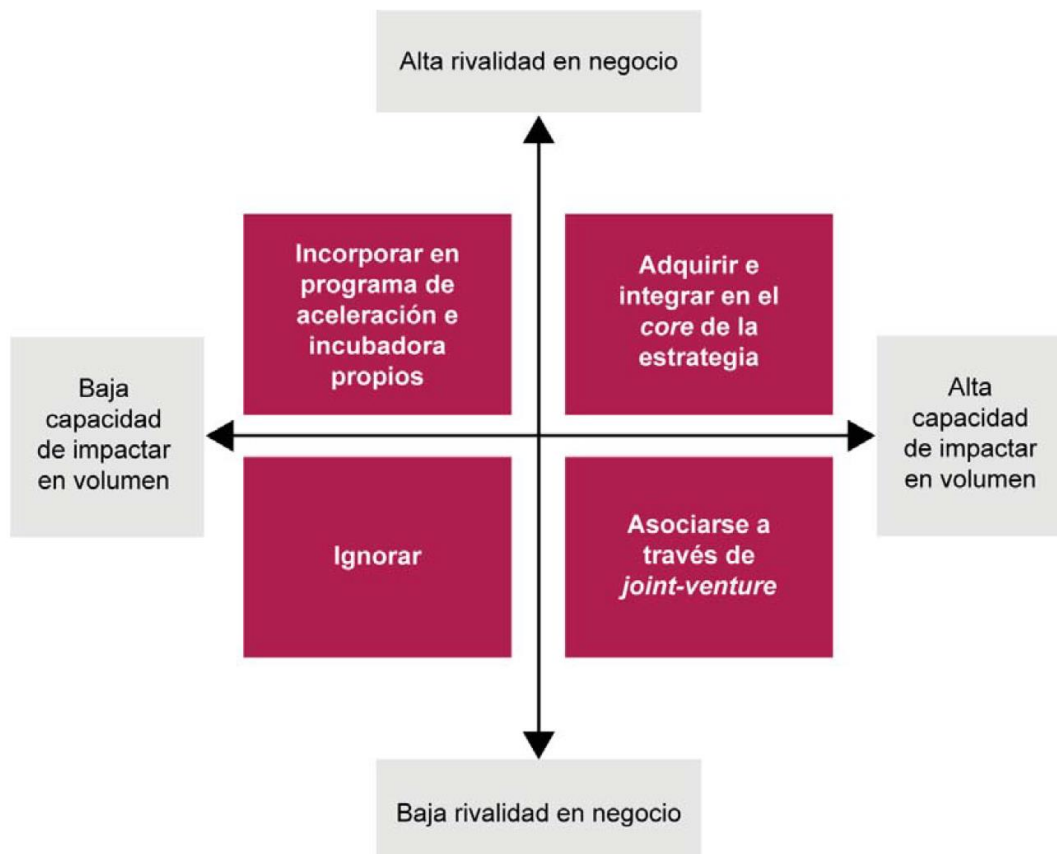 Alta rivalidad en negocio
Incorporar en
programa de
aceleración e
incubadora
propios
Adquirir e
integrar en el
core de la
estrategia
Baja
capacidad
de impactar
en volumen
Alta
capacidad
de impactar
en volumen
Ignorar
Asociarse a
través de
joint-venture
Baja rivalidad en negocio